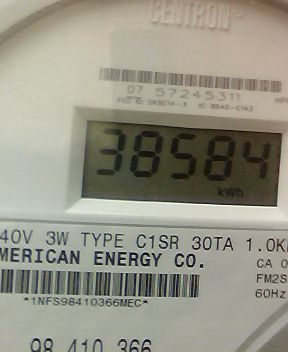 CENTRON®
07 57245311
38584
kWh
40V 3W TYPE C1SR 30TA 1.0K
MERICAN ENERGY CO.
CA 0
FM2S
60Hz
*1NFS98410366MEC*
98 410 366